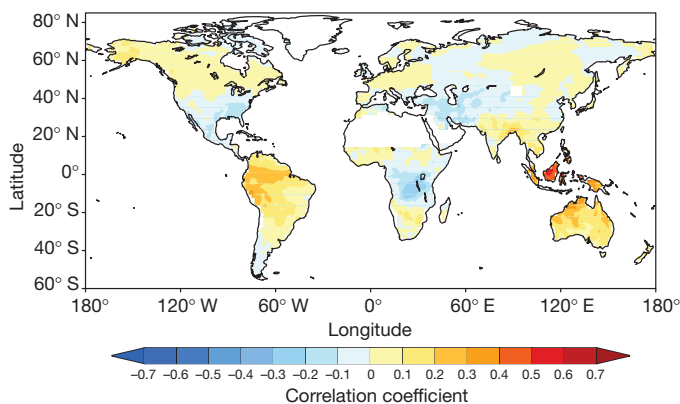 80° N
60° N
40° N
20° N
0°
20° S
40° S
60° S
Latitude
180° 120° W 60° W 0° 60° E 120° E 180°
Longitude
−0.7 −0.6 −0.5 −0.4 −0.3 −0.2 −0.1 0 0.1 0.2 0.3 0.4 0.5 0.6 0.7
Correlation coefficient